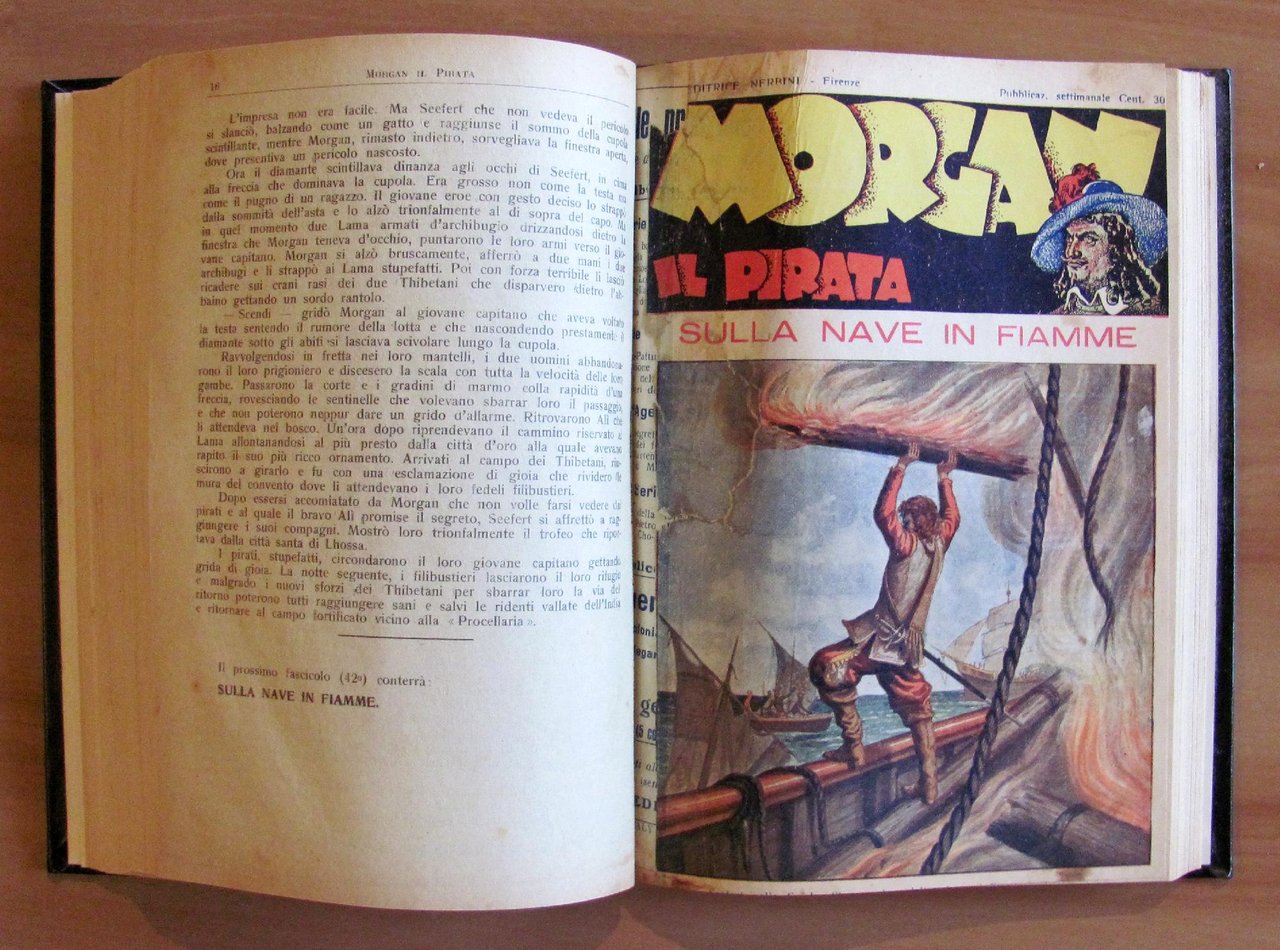 16
MORGAN IL PIRATA
L'impresa non era facile. Ma Seefert che non vedeva il pericolo
si slanciò, balzando come un gatto e raggiunse il sommo della cupola
scintillante, mentre Morgan, rimasto indietro, sorvegliava la finestra aperta,
dove presentiva un pericolo nascosto.
Ora il diamante scintillava dinanza agli occhi di Seefert, in cima
alla freccia che dominava la cupola. Era grosso non come la testa ma
come il pugno di un ragazzo. Il giovane eroe con gesto deciso lo strappò
dalla sommità dell'asta e lo alzò trionfalmente al di sopra del capo. Ma
in quel momento due Lama armati d'archibugio drizzandosi dietro la
finestra che Morgan teneva d'occhio, puntarono le loro armi verso il gio-
vane capitano. Morgan si alzò bruscamente, afferrò a due mani i due
archibugi e li strappò ai Lama stupefatti. Poi con forza terribile li lasciò
ricadere sui crani rasi dei due Thibetani che disparvero dietro l'ab-
baino gettando un sordo rantolo.
— Scendi — gridò Morgan al giovane capitano che aveva voltato
la testa sentendo il rumore della lotta e che nascondendo prestamente il
diamante sotto gli abiti si lasciava scivolare lungo la cupola.
Ravvolgendosi in fretta nei loro mantelli, i due uomini abbandona-
rono il loro prigioniero e discesero la scala con tutta la velocità delle loro
gambe. Passarono la corte e i gradini di marmo colla rapidità d'una
freccia, rovesciando le sentinelle che volevano sbarrar loro il passaggio,
e che non poterono neppur dare un grido d'allarme. Ritrovarono Alì che
li attendeva nel bosco. Un'ora dopo riprendevano il cammino riservato ai
Lama allontanandosi al più presto dalla città d'oro alla quale avevano
rapito il suo più ricco ornamento. Arrivati al campo dei Thibetani, riu-
scirono a girarlo e fu con una esclamazione di gioia che rividero le
mura del convento dove li attendevano i loro fedeli filibustieri.
Dopo essersi accomiatato da Morgan che non volle farsi vedere dai
pirati e al quale il bravo Alì promise il segreto, Seefert si affrettò a rag-
giungere i suoi compagni. Mostrò loro trionfalmente il trofeo che ripor-
tava dalla città santa di Lhossa.
I pirati, stupefatti, circondarono il loro giovane capitano gettando
grida di gioia. La notte seguente, i filibustieri lasciarono il loro rifugio
e malgrado i nuovi sforzi dei Thibetani per sbarrar loro la via del
ritorno poterono tutti raggiungere sani e salvi le ridenti vallate dell'India
e ritornare al campo fortificato vicino alla « Procellaria ».
Il prossimo fascicolo (42º) conterrà:
SULLA NAVE IN FIAMME.
DITRICE NERBINI - Firenze
Pubblicaz. settimanale Cent. 30
MORGAN
IL PIRATA
SULLA NAVE IN FIAMME